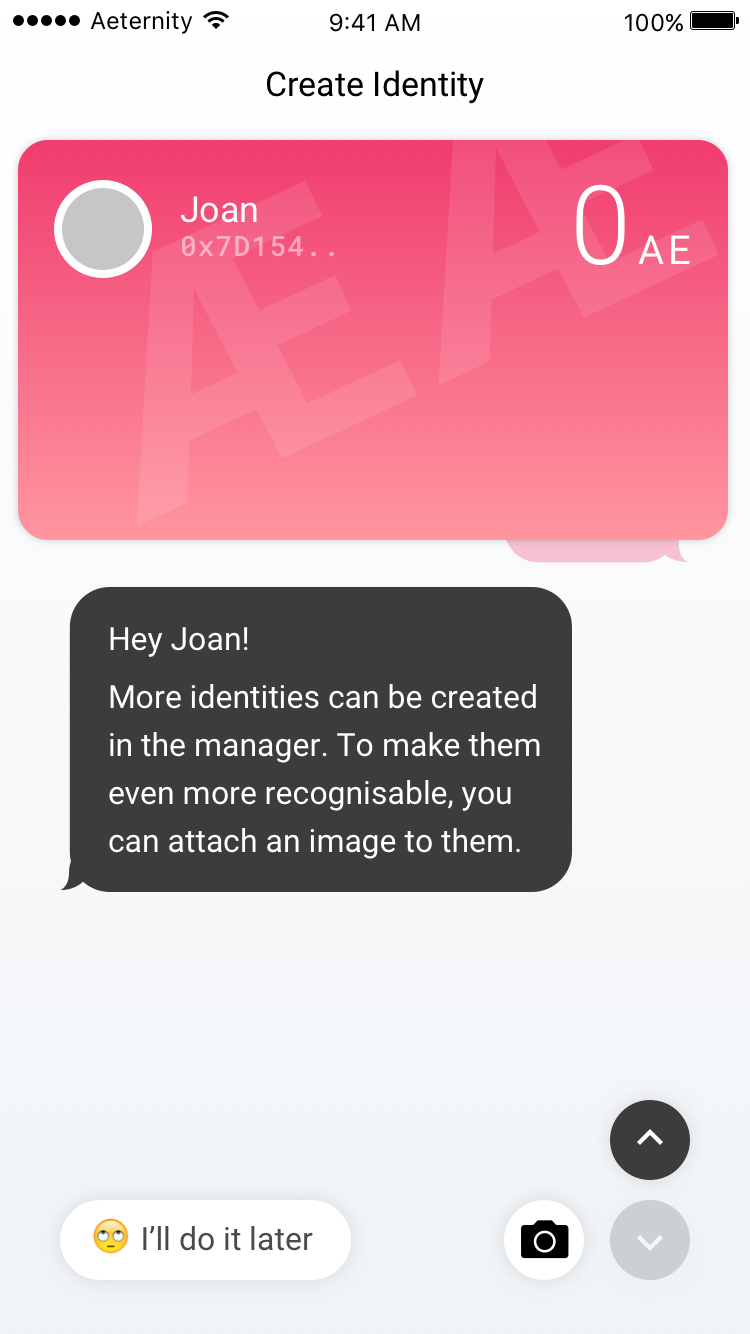 Aeternity 9:41 AM 100%
Create Identity
Joan
0x7D154..
0 AE
Æ Æ
Hey Joan!
More identities can be created
in the manager. To make them
even more recognisable, you
can attach an image to them.
🙄 I’ll do it later